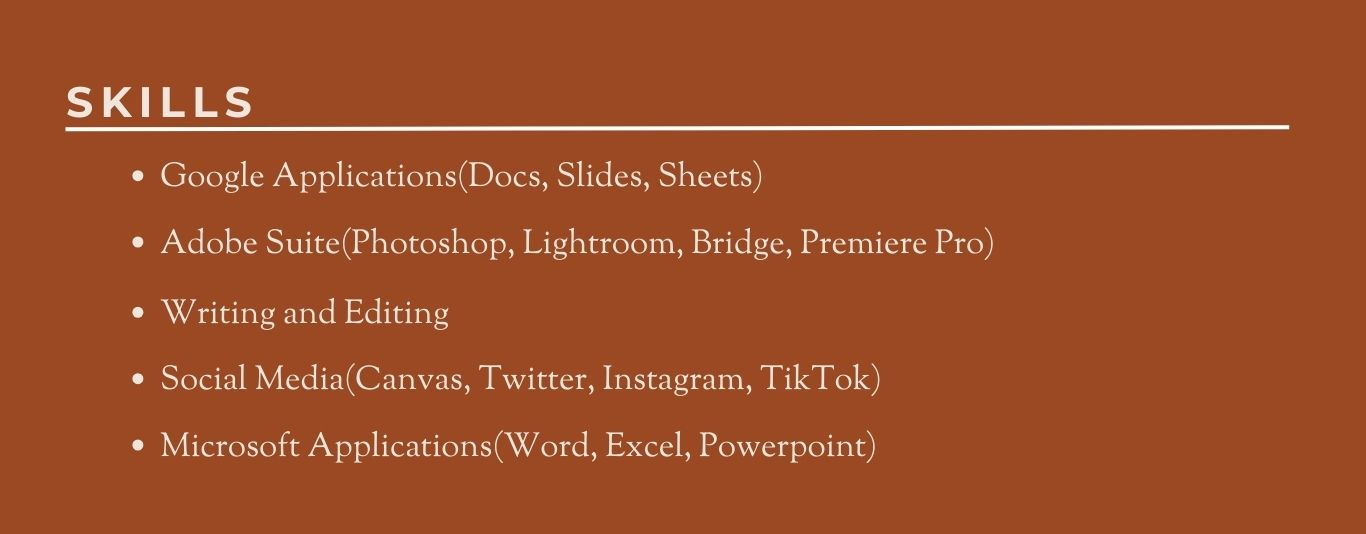 SKILLS
Google Applications(Docs, Slides, Sheets)
Adobe Suite(Photoshop, Lightroom, Bridge, Premiere Pro)
Writing and Editing
Social Media(Canvas, Twitter, Instagram, TikTok)
Microsoft Applications(Word, Excel, Powerpoint)